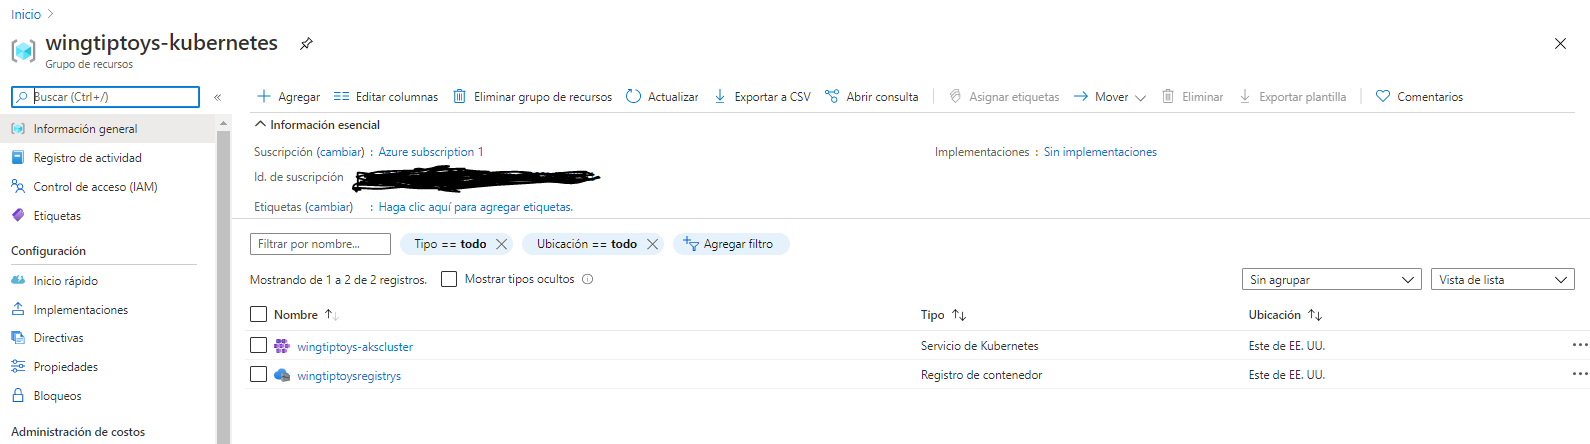 Inicio
wingtiptoys-kubernetes
Grupo de recursos
Buscar (Ctrl+/)
Información general
Registro de actividad
Control de acceso (IAM)
Etiquetas
Configuración
Inicio rápido
Implementaciones
Directivas
Propiedades
Bloqueos
Administración de costos
Agregar Editar columnas Eliminar grupo de recursos Actualizar Exportar a CSV Abrir consulta Asignar etiquetas Mover Eliminar Exportar plantilla Comentarios
Información esencial
Suscripción (cambiar) : Azure subscription 1 Implementaciones : Sin implementaciones
Id. de suscripción
Etiquetas (cambiar) : Haga clic aquí para agregar etiquetas.
Filtrar por nombre... Tipo == todo Ubicación == todo Agregar filtro
Mostrando de 1 a 2 de 2 registros. Mostrar tipos ocultos Sin agrupar Vista de lista
Nombre Tipo Ubicación
wingtiptoys-akscluster Servicio de Kubernetes Este de EE. UU.
wingtiptoysregistrys Registro de contenedor Este de EE. UU.